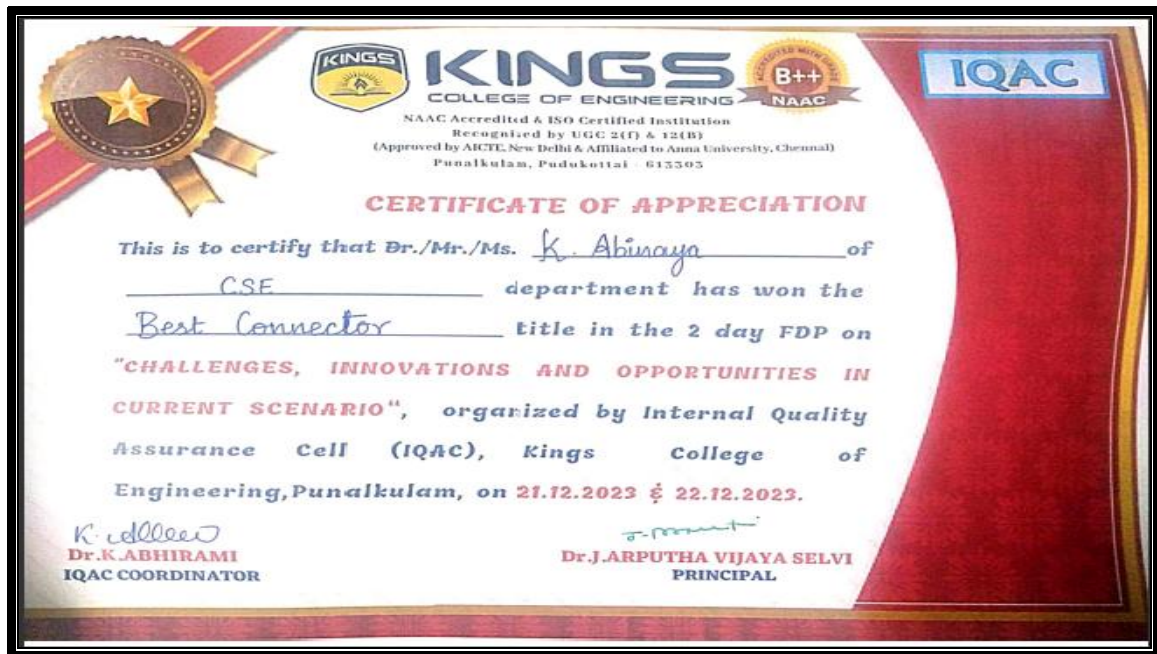 KINGS
KINGS
COLLEGE OF ENGINEERING
ACCREDITED WITH GRADE
B++
NAAC
IQAC
NAAC Accredited & ISO Certified Institution
Recognized by UGC 2(f) & 12(B)
(Approved by AICTE, New Delhi & Affiliated to Anna University, Chennai)
Punalkulam, Pudukottai - 613303
CERTIFICATE OF APPRECIATION
This is to certify that Dr./Mr./Ms. K. Abinaya of
CSE department has won the
Best Connector title in the 2 day FDP on
"CHALLENGES, INNOVATIONS AND OPPORTUNITIES IN
CURRENT SCENARIO", organized by Internal Quality
Assurance Cell (IQAC), Kings College of
Engineering,Punalkulam, on 21.12.2023 & 22.12.2023.
Dr.K.ABHIRAMI
IQAC COORDINATOR
Dr.J.ARPUTHA VIJAYA SELVI
PRINCIPAL